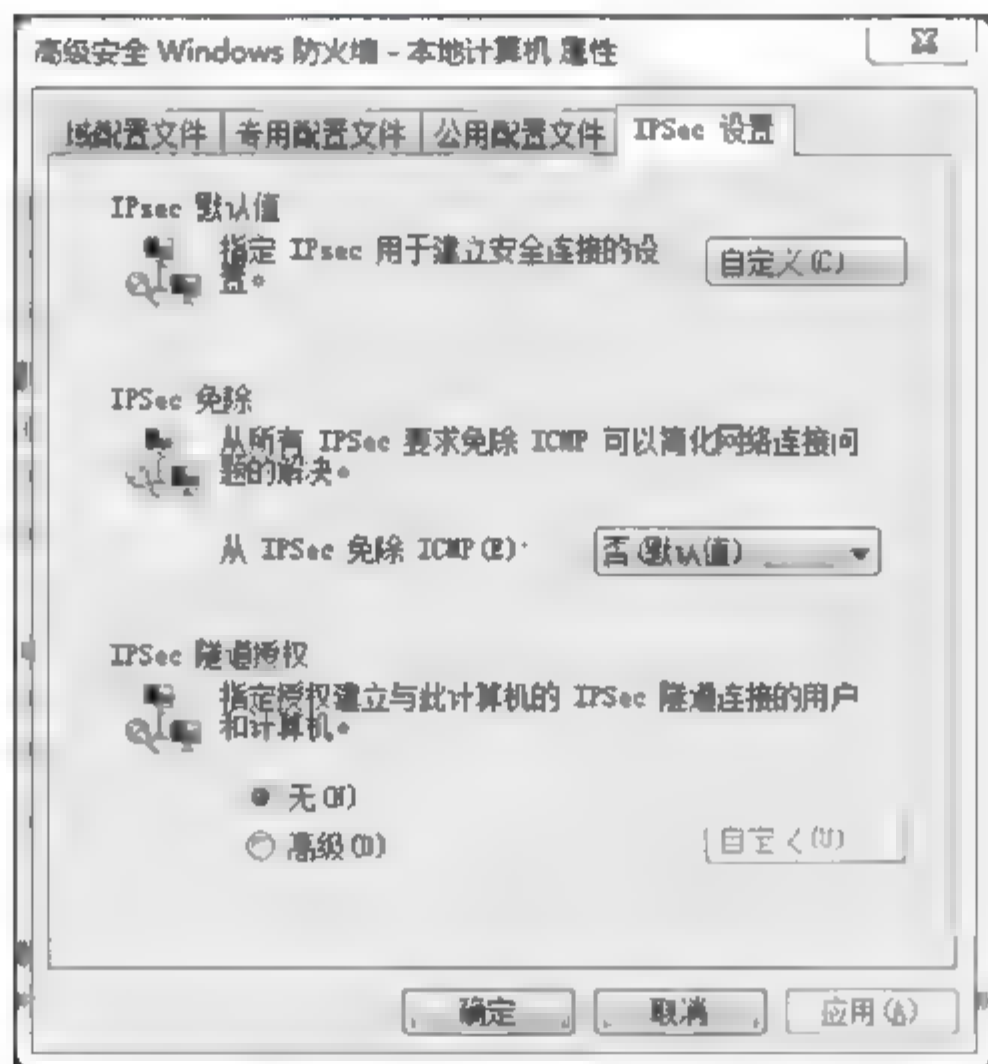 高级安全 Windows 防火墙 - 本地计算机 属性
域配置文件 专用配置文件 公用配置文件 IPSec 设置
IPsec 默认值
指定 IPsec 用于建立安全连接的设 自定义(C)
置。
IPSec 免除
从所有 IPSec 要求免除 ICMP 可以简化网络连接问
题的解决。
从 IPSec 免除 ICMP(E): 否(默认值)
IPSec 隧道授权
指定授权建立与此计算机的 IPSec 隧道连接的用户
和计算机。
无(N)
高级(D) 自定义(U)
确定 取消 应用(A)